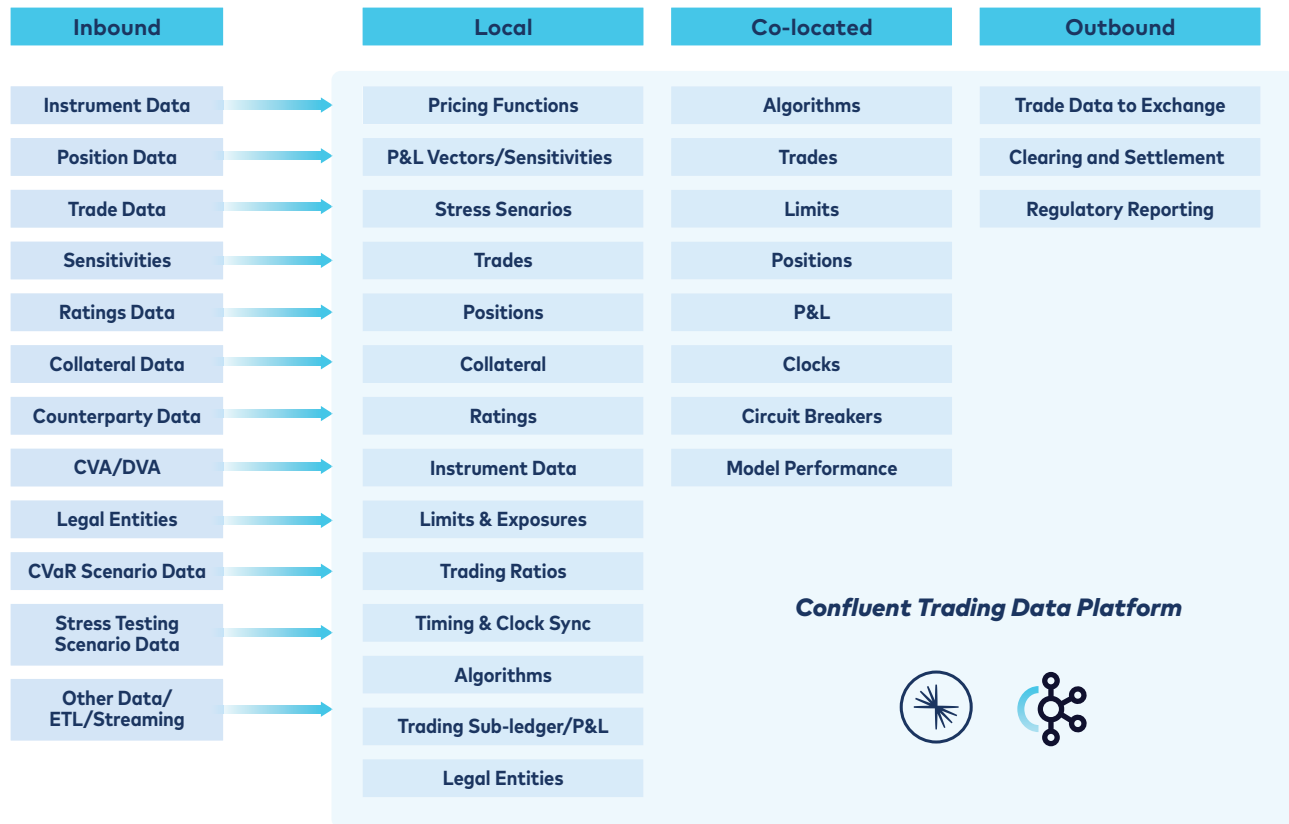 Inbound
Local
Co-located
Outbound
Instrument Data
Position Data
Trade Data
Sensitivities
Ratings Data
Collateral Data
Counterparty Data
CVA/DVA
Legal Entities
CVaR Scenario Data
Stress Testing
Scenario Data
Other Data/
ETL/Streaming
Pricing Functions
P&L Vectors/Sensitivities
Stress Senarios
Trades
Positions
Collateral
Ratings
Instrument Data
Limits & Exposures
Trading Ratios
Timing & Clock Sync
Algorithms
Trading Sub-ledger/P&L
Legal Entities
Algorithms
Trades
Limits
Positions
P&L
Clocks
Circuit Breakers
Model Performance
Trade Data to Exchange
Clearing and Settlement
Regulatory Reporting
Confluent Trading Data Platform